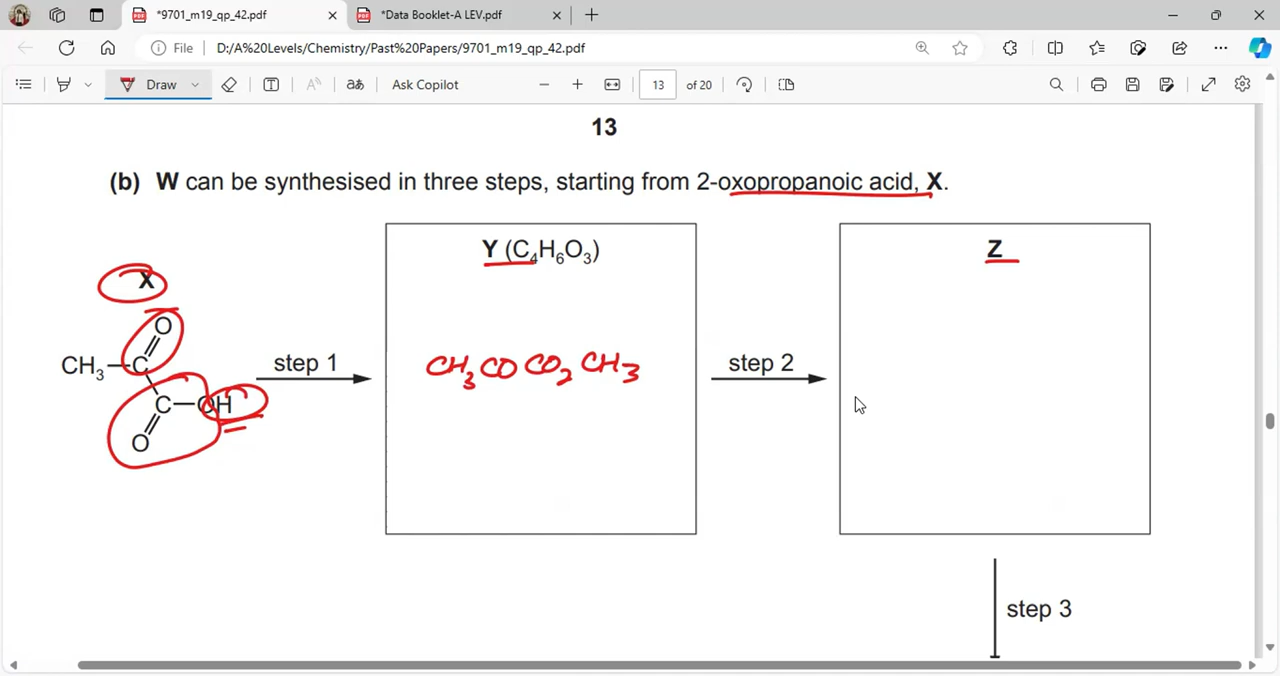 *9701_m19_qp_42.pdf
*Data Booklet-A LEV.pdf
File D:/A%20Levels/Chemistry/Past%20Papers/9701_m19_qp_42.pdf
Draw aあ Ask Copilot 13 of 20
13
(b) W can be synthesised in three steps, starting from 2-oxopropanoic acid, X.
X
Y (C₄H₆O₃)
Z
O
CH₃—C
C—OH
O
step 1
CH₃COCO₂CH₃
step 2
step 3